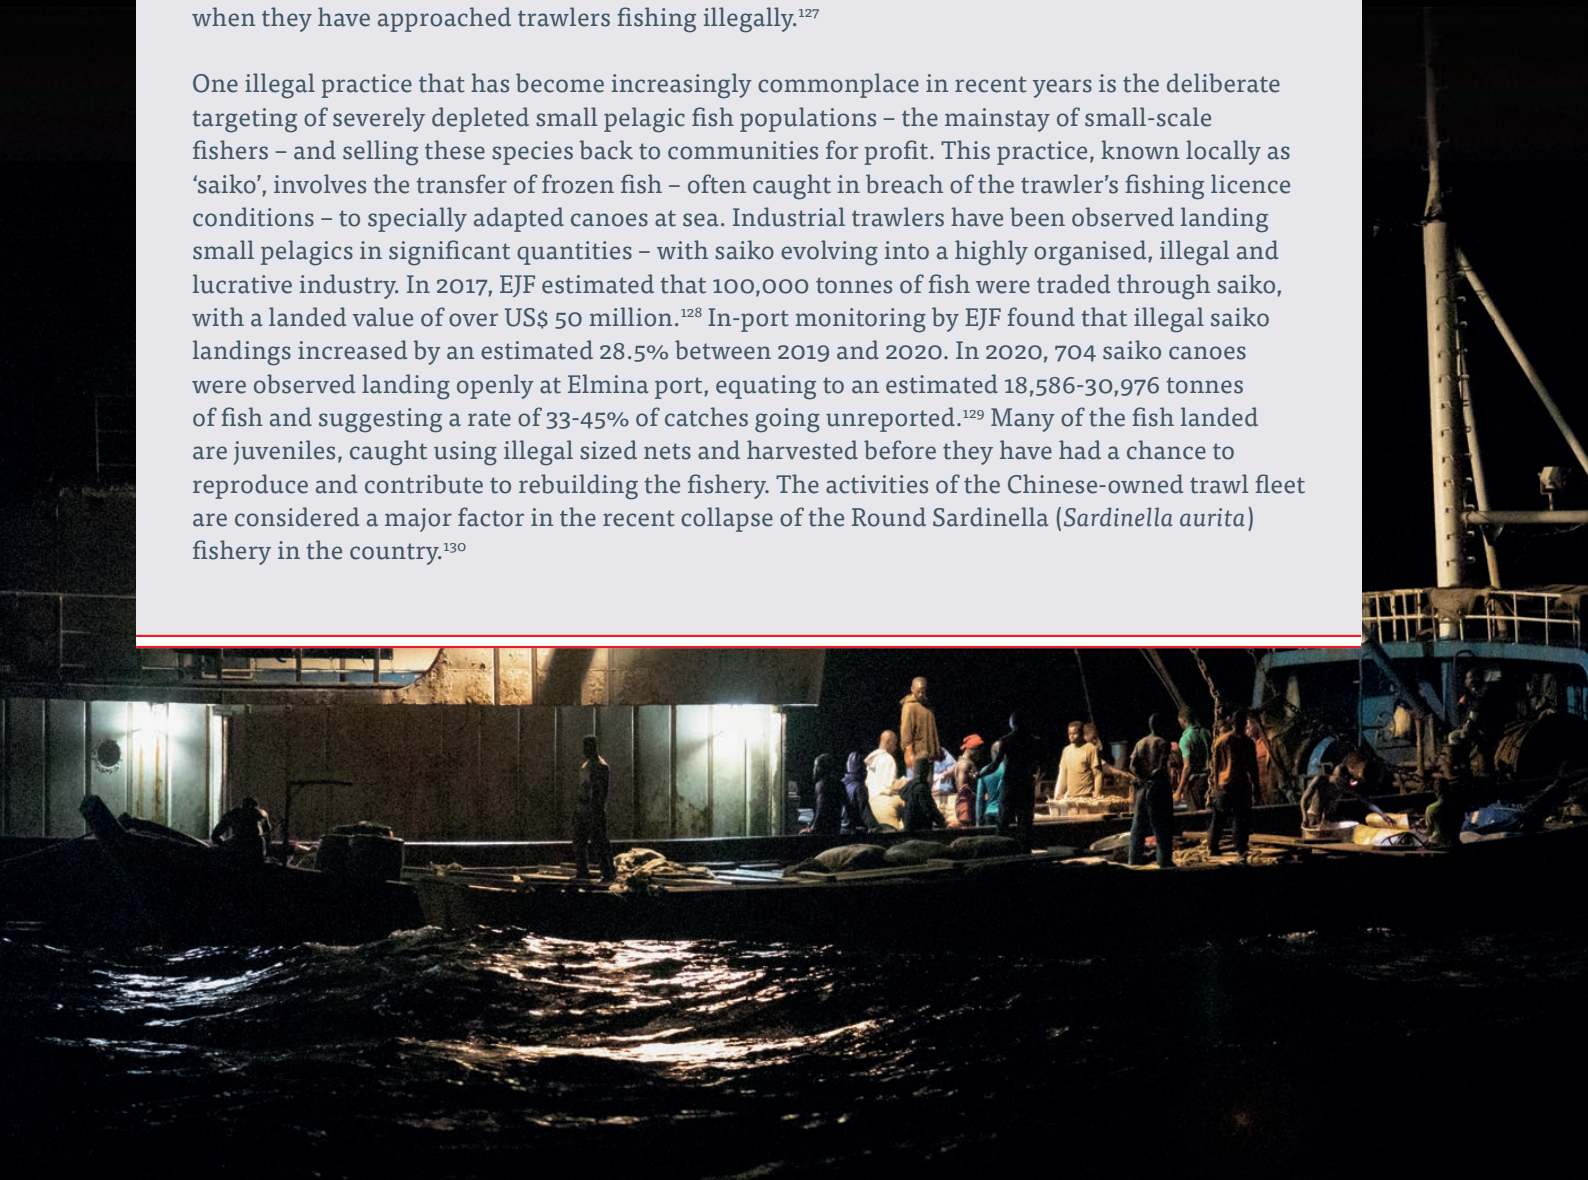 when they have approached trawlers fishing illegally.127
One illegal practice that has become increasingly commonplace in recent years is the deliberate
targeting of severely depleted small pelagic fish populations – the mainstay of small-scale
fishers – and selling these species back to communities for profit. This practice, known locally as
‘saiko’, involves the transfer of frozen fish – often caught in breach of the trawler’s fishing licence
conditions – to specially adapted canoes at sea. Industrial trawlers have been observed landing
small pelagics in significant quantities – with saiko evolving into a highly organised, illegal and
lucrative industry. In 2017, EJF estimated that 100,000 tonnes of fish were traded through saiko,
with a landed value of over US$ 50 million.128 In-port monitoring by EJF found that illegal saiko
landings increased by an estimated 28.5% between 2019 and 2020. In 2020, 704 saiko canoes
were observed landing openly at Elmina port, equating to an estimated 18,586-30,976 tonnes
of fish and suggesting a rate of 33-45% of catches going unreported.129 Many of the fish landed
are juveniles, caught using illegal sized nets and harvested before they have had a chance to
reproduce and contribute to rebuilding the fishery. The activities of the Chinese-owned trawl fleet
are considered a major factor in the recent collapse of the Round Sardinella (Sardinella aurita)
fishery in the country.130